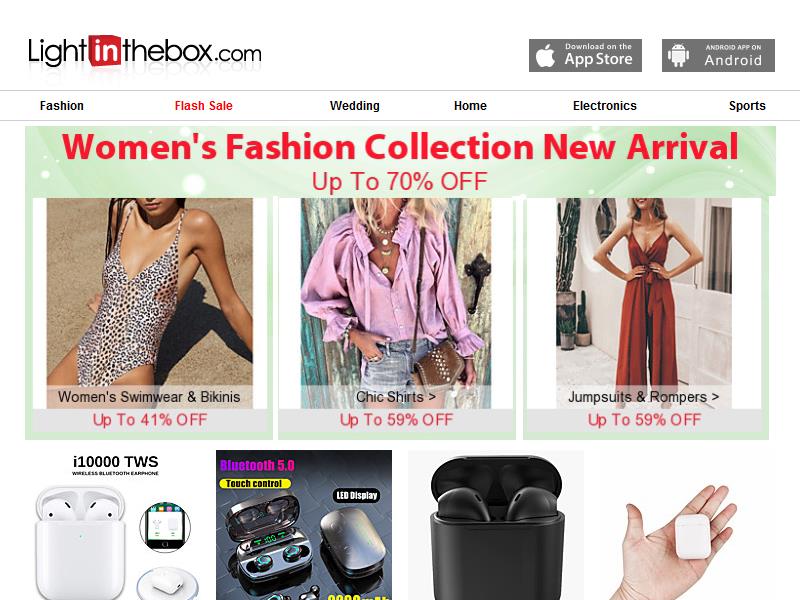 Lightinthebox.com
Download on the
App Store
ANDROID APP ON
Android
Fashion
Flash Sale
Wedding
Home
Electronics
Sports
Women's Fashion Collection New Arrival
Up To 70% OFF
Women's Swimwear & Bikinis
Chic Shirts >
Jumpsuits & Rompers >
Up To 41% OFF
Up To 59% OFF
Up To 59% OFF
i10000 TWS
WIRELESS BLUETOOTH EARPHONE
Bluetooth 5.0
Touch control
LED Display